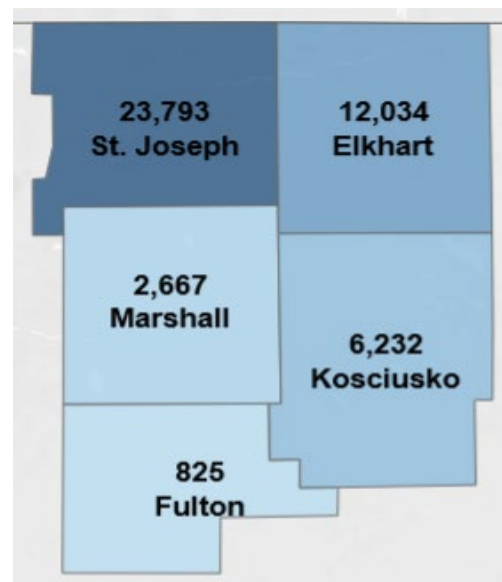 23,793
St. Joseph
12,034
Elkhart
2,667
Marshall
6,232
Kosciusko
825
Fulton